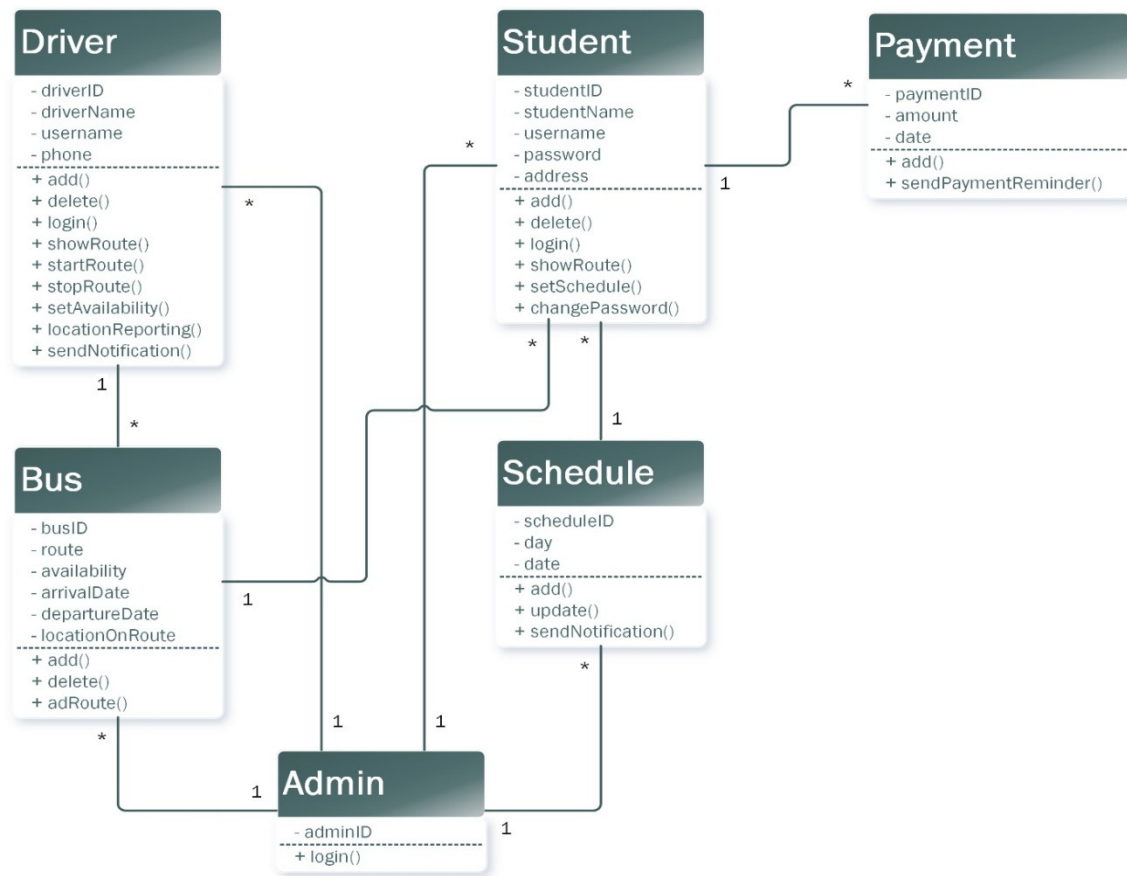 Driver
- driverID
- driverName
- username
- phone
+ add()
+ delete()
+ login()
+ showRoute()
+ startRoute()
+ stopRoute()
+ setAvailability()
+ locationReporting()
+ sendNotification()
Student
- studentID
- studentName
- username
- password
- address
+ add()
+ delete()
+ login()
+ showRoute()
+ setSchedule()
+ changePassword()
Payment
- paymentID
- amount
- date
+ add()
+ sendPaymentReminder()
*
*
1
*
1
*
*
*
1
Bus
- busID
- route
- availability
- arrivalDate
- departureDate
- locationOnRoute
+ add()
+ delete()
+ adRoute()
Schedule
- scheduleID
- day
- date
+ add()
+ update()
+ sendNotification()
1
*
*
1
1
1
1
Admin
- adminID
+ login()